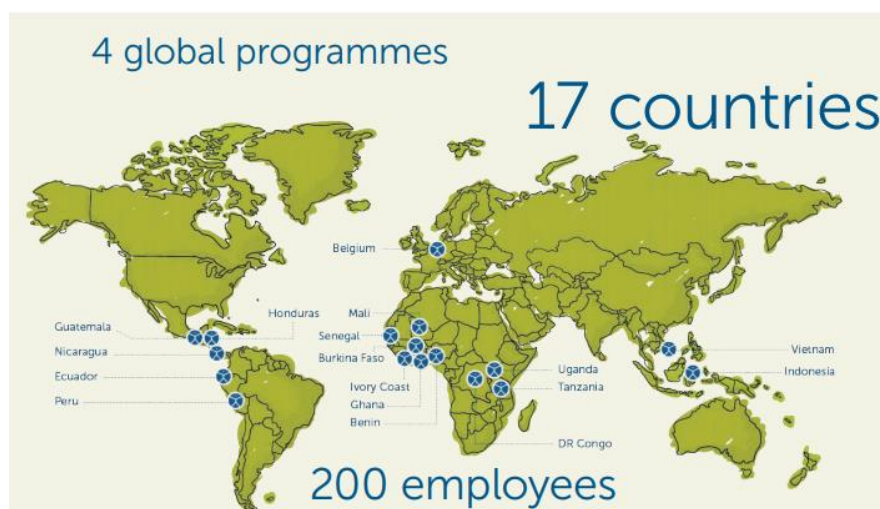 4 global programmes
17 countries
Belgium
Honduras
Mali
Guatemala
Senegal
Nicaragua
Burkina Faso
Vietnam
Ecuador
Uganda
Indonesia
Ivory Coast
Tanzania
Peru
Ghana
Benin
DR Congo
200 employees